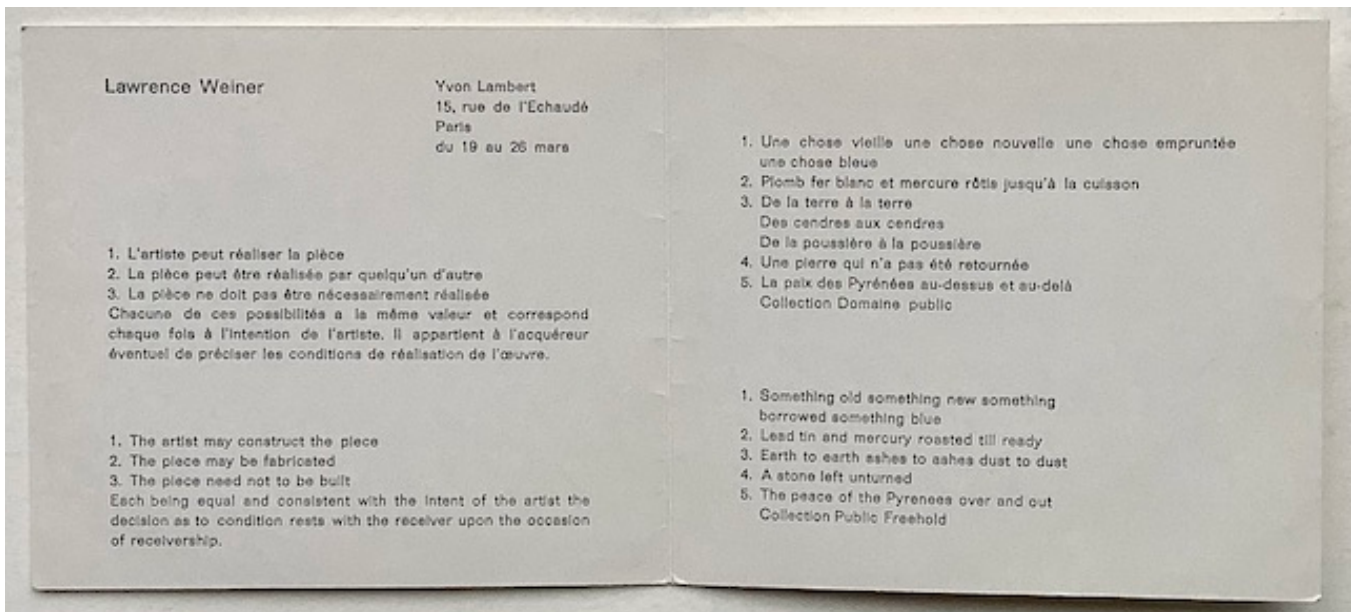 Lawrence Weiner
Yvon Lambert
15, rue de l'Echaudé
Paris
du 19 au 26 mars
1. L'artiste peut réaliser la pièce
2. La pièce peut être réalisée par quelqu'un d'autre
3. La pièce ne doit pas être nécessairement réalisée
Chacune de ces possibilités a la même valeur et correspond
chaque fois à l'intention de l'artiste. Il appartient à l'acquéreur
éventuel de préciser les conditions de réalisation de l'œuvre.
1. The artist may construct the piece
2. The piece may be fabricated
3. The piece need not to be built
Each being equal and consistent with the intent of the artist the
decision as to condition rests with the receiver upon the occasion
of receivership.
1. Une chose vieille une chose nouvelle une chose empruntée
une chose bleue
2. Plomb fer blanc et mercure rôtis jusqu'à la cuisson
3. De la terre à la terre
Des cendres aux cendres
De la poussière à la poussière
4. Une pierre qui n'a pas été retournée
5. La paix des Pyrénées au-dessus et au-delà
Collection Domaine public
1. Something old something new something
borrowed something blue
2. Lead tin and mercury roasted till ready
3. Earth to earth ashes to ashes dust to dust
4. A stone left unturned
5. The peace of the Pyrenees over and out
Collection Public Freehold